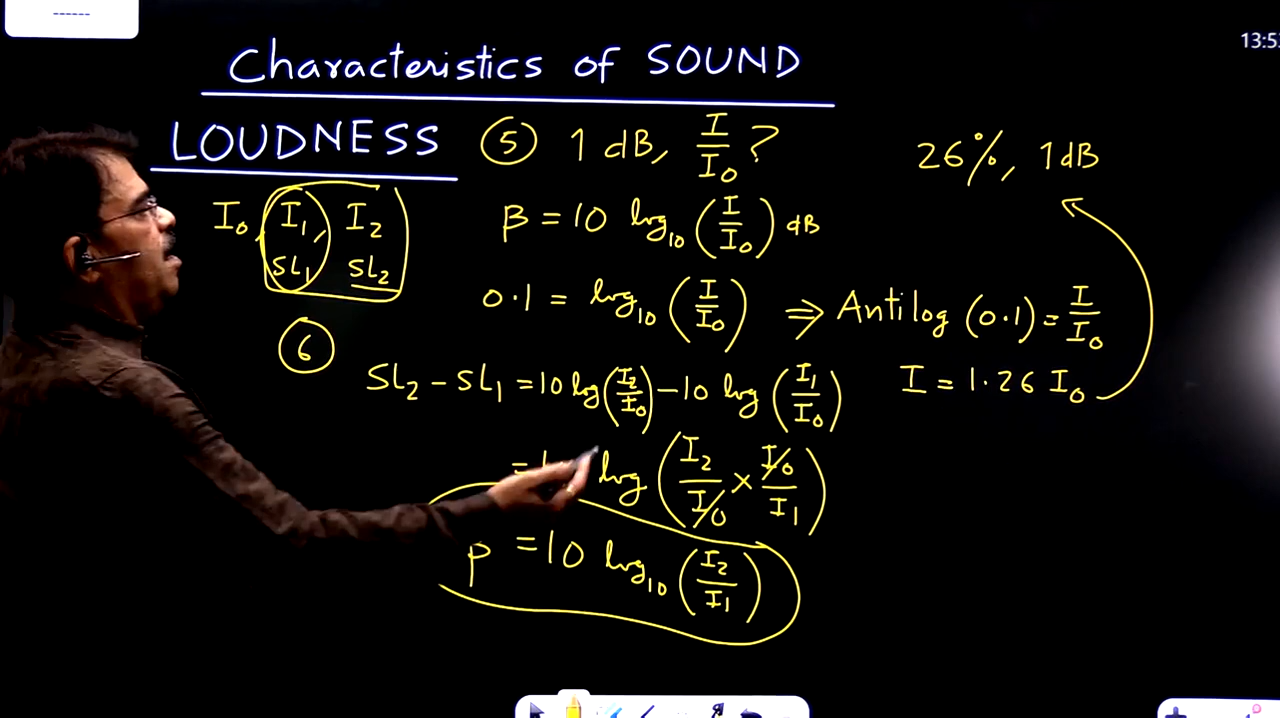 ------
13:53
Characteristics of SOUND
LOUDNESS
⑤ 1 dB, I/I₀ ?
26%, 1dB
I₀, I₁, I₂
SL₁ SL₂
β = 10 log₁₀ (I/I₀) dB
0.1 = log₁₀ (I/I₀) ⇒ Antilog (0.1) = I/I₀
⑥
I = 1.26 I₀
SL₂ - SL₁ = 10 log (I₂/I₀) - 10 log (I₁/I₀)
= log (I₂/I₀ × I₀/I₁)
β = 10 log₁₀ (I₂/I₁)